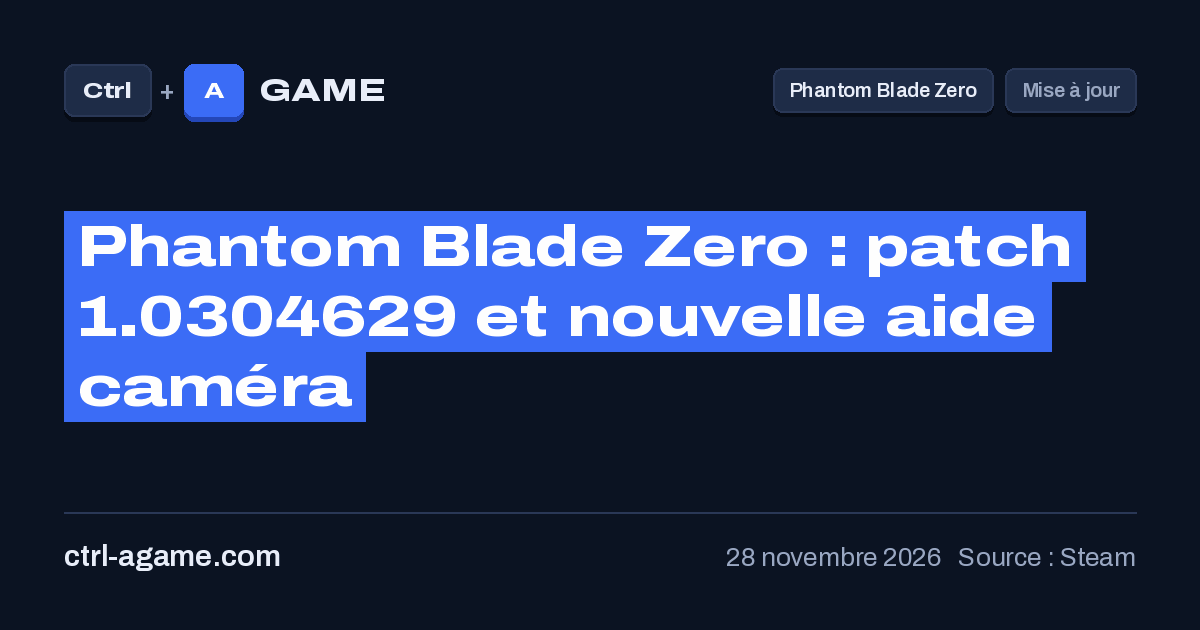 Ctrl + A GAME
Phantom Blade Zero
Mise à jour
Phantom Blade Zero : patch
1.0304629 et nouvelle aide
caméra
ctrl-agame.com
28 novembre 2026 Source : Steam